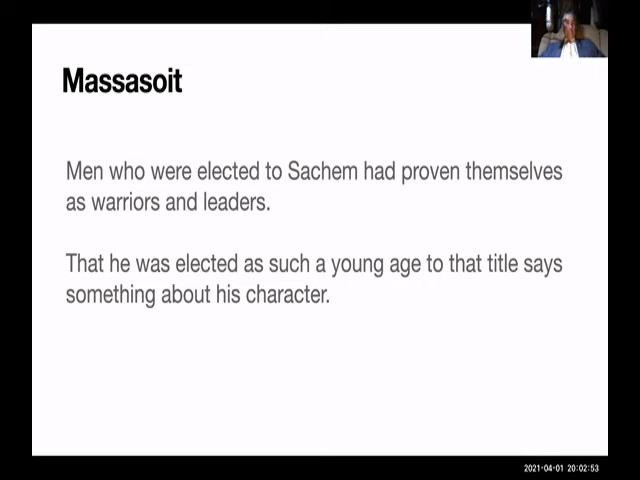 Massasoit
Men who were elected to Sachem had proven themselves
as warriors and leaders.
That he was elected as such a young age to that title says
something about his character.
2021-04-01 20:02:53